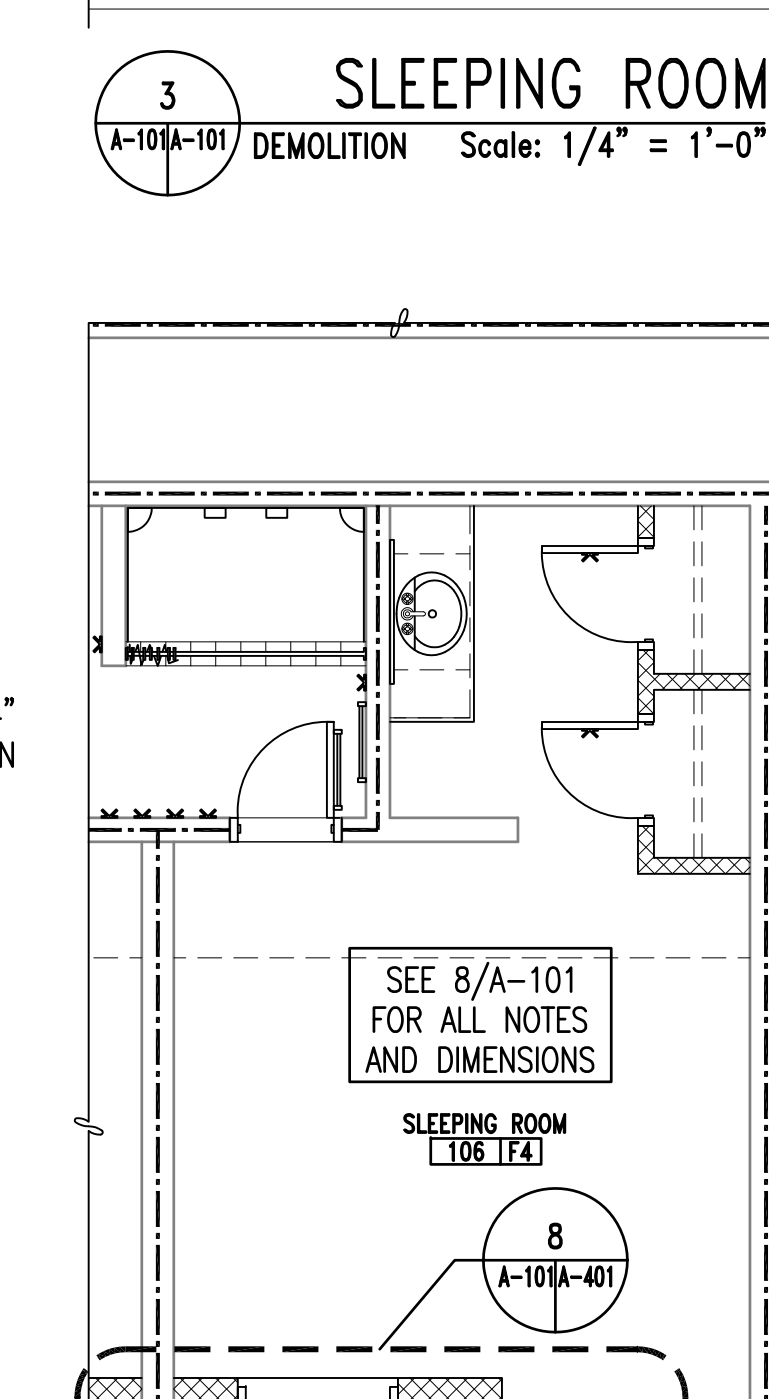 SLEEPING ROOM
3
A-101 A-101
DEMOLITION Scale: 1/4" = 1'-0"
"
N
SEE 8/A-101
FOR ALL NOTES
AND DIMENSIONS
SLEEPING ROOM
106 F4
8
A-101 A-401